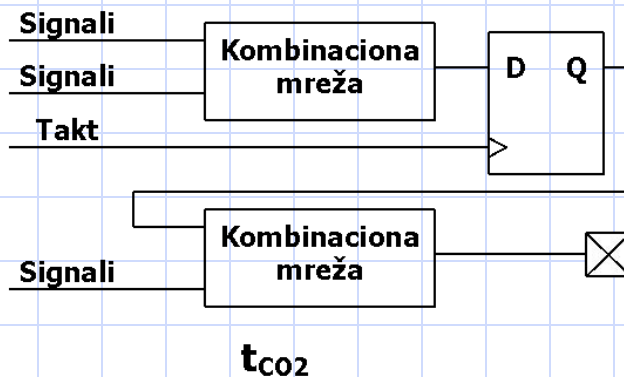 Signali
Kombinaciona
mreža
Signali
D Q
Takt
Kombinaciona
mreža
Signali
tCO2